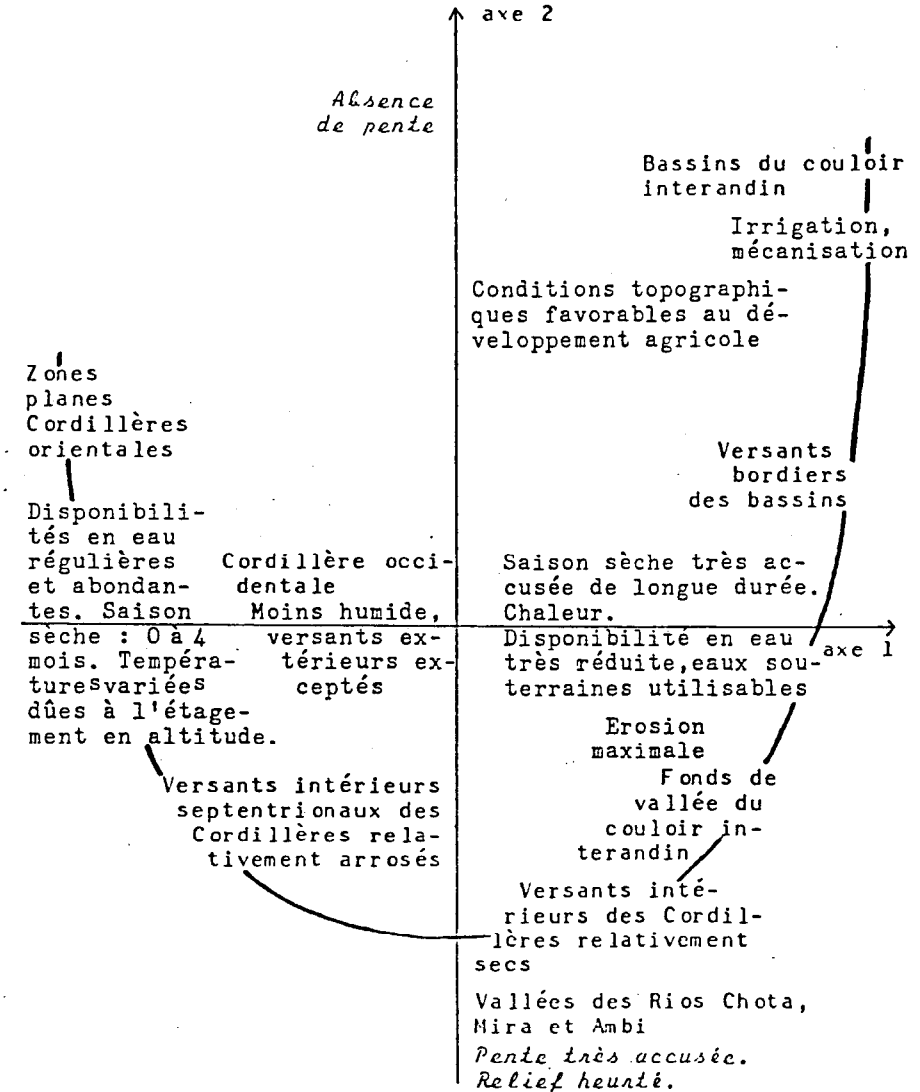 axe 2
Absence
de pente
Bassins du couloir
interandin
Irrigation,
mécanisation
Conditions topographi-
ques favorables au dé-
veloppement agricole
Zones
planes
Cordillères
orientales
Versants
bordiers
des bassins
Disponibili-
tés en eau
régulières
et abondan-
tes. Saison
sèche : 0 à 4
mois. Tempéra-
tures variées
dûes à l'étage-
ment en altitude.
Cordillère occi-
dentale
Moins humide,
versants ex-
térieurs ex-
ceptés
Saison sèche très ac-
cusée de longue durée.
Chaleur.
Disponibilité en eau
très réduite, eaux sou-
terraines utilisables
axe 1
Erosion
maximale
Fonds de
vallée du
couloir in-
terandin
Versants intérieurs
septentrionaux des
Cordillères rela-
tivement arrosés
Versants inté-
rieurs des Cordil-
lères relativement
secs
Vallées des Rios Chota,
Mira et Ambi
Pente très accusée.
Relief heurté.